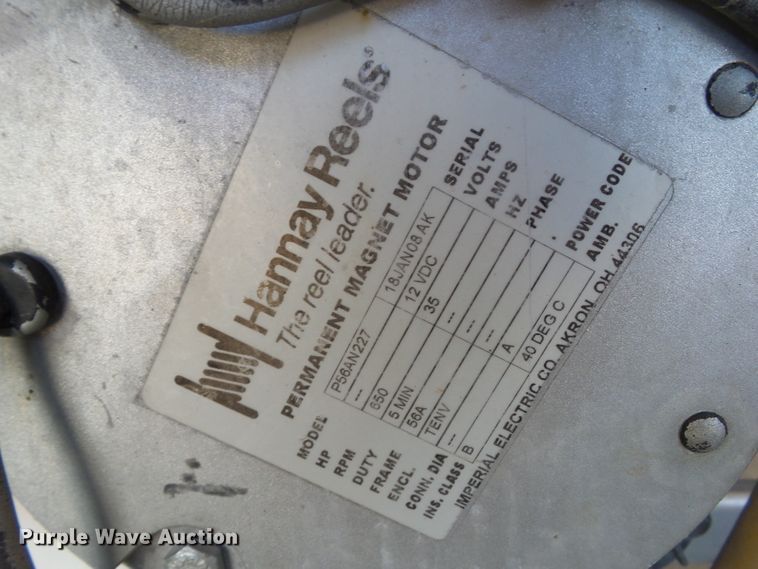 Hannay Reels®
The reel leader.
PERMANENT MAGNET MOTOR
MODEL P56AN227 18JAN08 AK SERIAL
HP --- 12 VDC VOLTS
RPM 650 35 AMPS
DUTY 5 MIN --- HZ
FRAME 56A --- PHASE
ENCL. TENV ---
CONN. DIA --- A POWER CODE
INS. CLASS B 40 DEG C AMB.
IMPERIAL ELECTRIC CO. AKRON, OH 44306
Purple Wave Auction